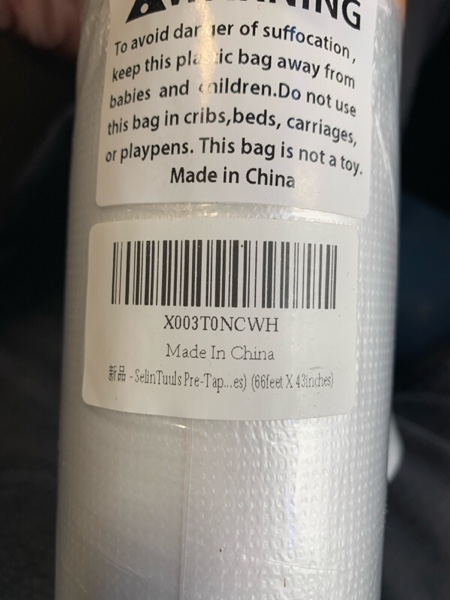 WARNING
To avoid danger of suffocation,
keep this plastic bag away from
babies and children.Do not use
this bag in cribs,beds, carriages,
or playpens. This bag is not a toy.
Made in China
X003T0NCWH
Made In China
新品 - SelinTuuls Pre-Tap...es) (66feet X 43inches)